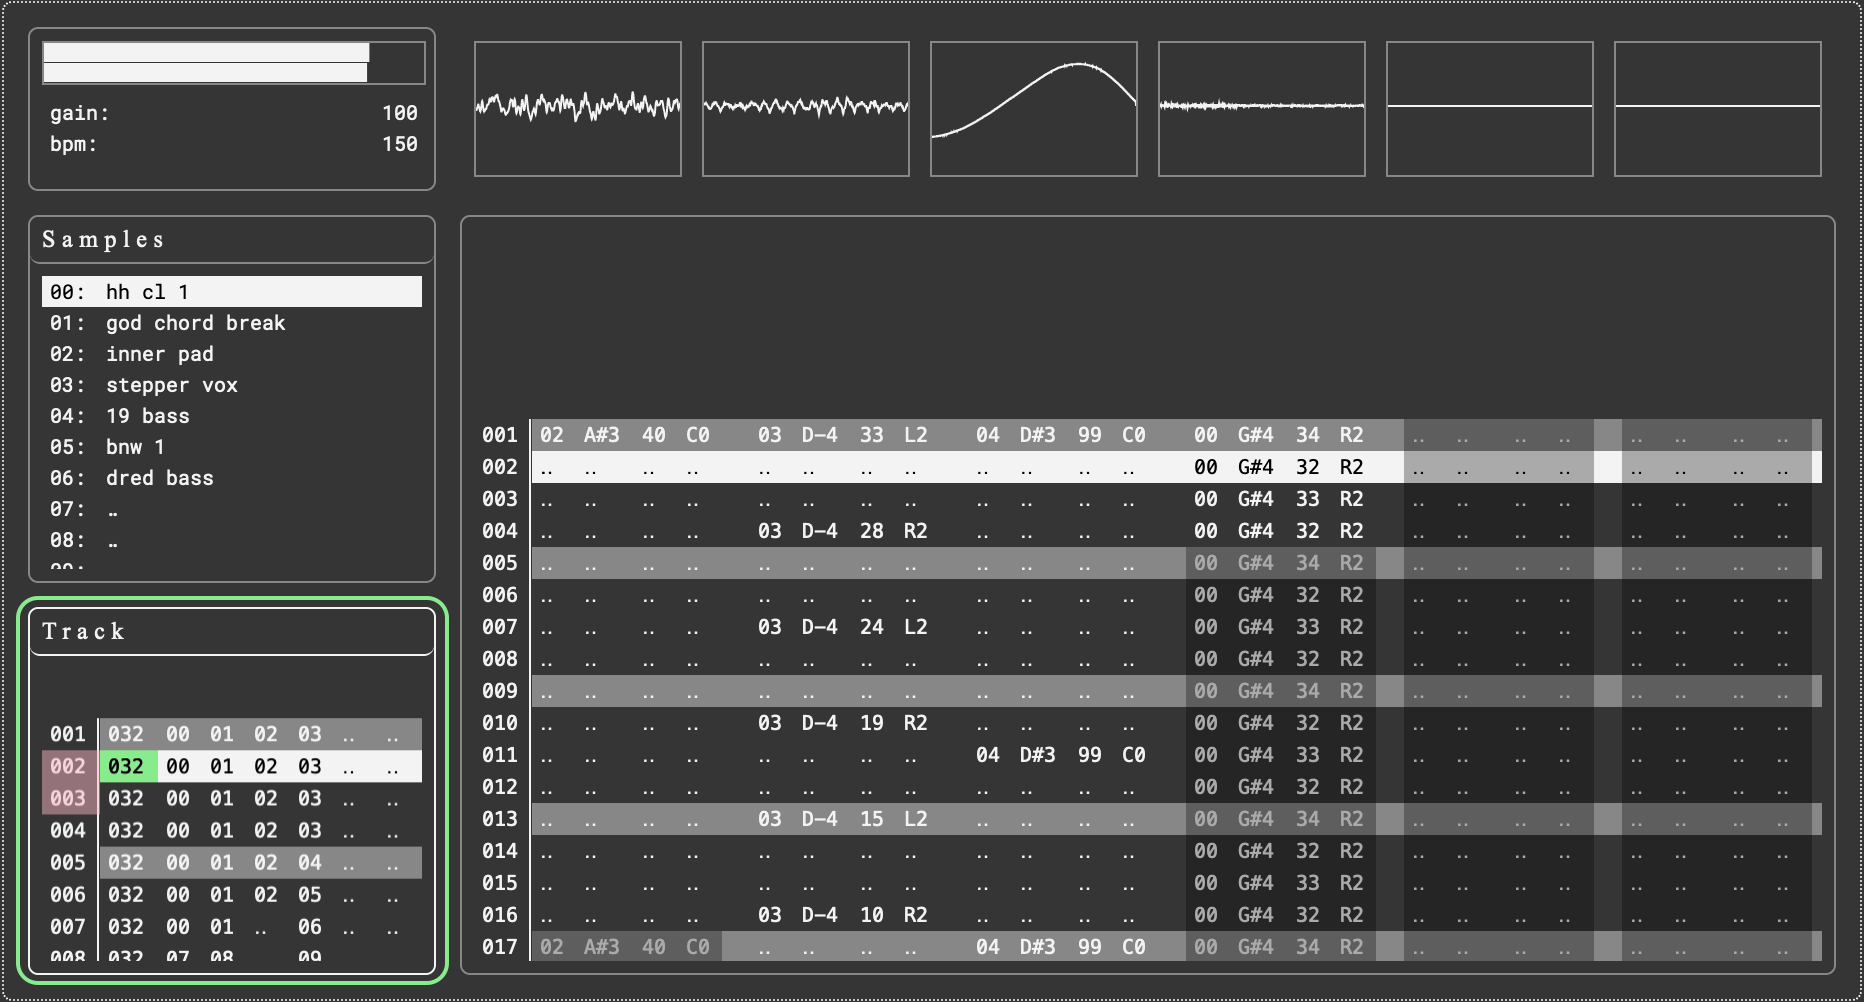 gain: 100
bpm: 150
Samples
00: hh cl 1
01: god chord break
02: inner pad
03: stepper vox
04: 19 bass
05: bnw 1
06: dred bass
07: ..
08: ..
Track
001 032 00 01 02 03 .. ..
002 032 00 01 02 03 .. ..
003 032 00 01 02 03 .. ..
004 032 00 01 02 03 .. ..
005 032 00 01 02 04 .. ..
006 032 00 01 02 05 .. ..
007 032 00 01 .. 06 .. ..
008 032 07 08 09
001 02 A#3 40 C0 03 D-4 33 L2 04 D#3 99 C0 00 G#4 34 R2 .. .. .. .. .. .. .. ..
002 .. .. .. .. .. .. .. .. .. .. .. .. 00 G#4 32 R2 .. .. .. .. .. .. .. ..
003 .. .. .. .. .. .. .. .. .. .. .. .. 00 G#4 33 R2 .. .. .. .. .. .. .. ..
004 .. .. .. .. 03 D-4 28 R2 .. .. .. .. 00 G#4 32 R2 .. .. .. .. .. .. .. ..
005 .. .. .. .. .. .. .. .. .. .. .. .. 00 G#4 34 R2 .. .. .. .. .. .. .. ..
006 .. .. .. .. .. .. .. .. .. .. .. .. 00 G#4 32 R2 .. .. .. .. .. .. .. ..
007 .. .. .. .. 03 D-4 24 L2 .. .. .. .. 00 G#4 33 R2 .. .. .. .. .. .. .. ..
008 .. .. .. .. .. .. .. .. .. .. .. .. 00 G#4 32 R2 .. .. .. .. .. .. .. ..
009 .. .. .. .. .. .. .. .. .. .. .. .. 00 G#4 34 R2 .. .. .. .. .. .. .. ..
010 .. .. .. .. 03 D-4 19 R2 .. .. .. .. 00 G#4 32 R2 .. .. .. .. .. .. .. ..
011 .. .. .. .. .. .. .. .. 04 D#3 99 C0 00 G#4 33 R2 .. .. .. .. .. .. .. ..
012 .. .. .. .. .. .. .. .. .. .. .. .. 00 G#4 32 R2 .. .. .. .. .. .. .. ..
013 .. .. .. .. 03 D-4 15 L2 .. .. .. .. 00 G#4 34 R2 .. .. .. .. .. .. .. ..
014 .. .. .. .. .. .. .. .. .. .. .. .. 00 G#4 32 R2 .. .. .. .. .. .. .. ..
015 .. .. .. .. .. .. .. .. .. .. .. .. 00 G#4 33 R2 .. .. .. .. .. .. .. ..
016 .. .. .. .. 03 D-4 10 R2 .. .. .. .. 00 G#4 32 R2 .. .. .. .. .. .. .. ..
017 02 A#3 40 C0 .. .. .. .. 04 D#3 99 C0 00 G#4 34 R2 .. .. .. .. .. .. .. ..